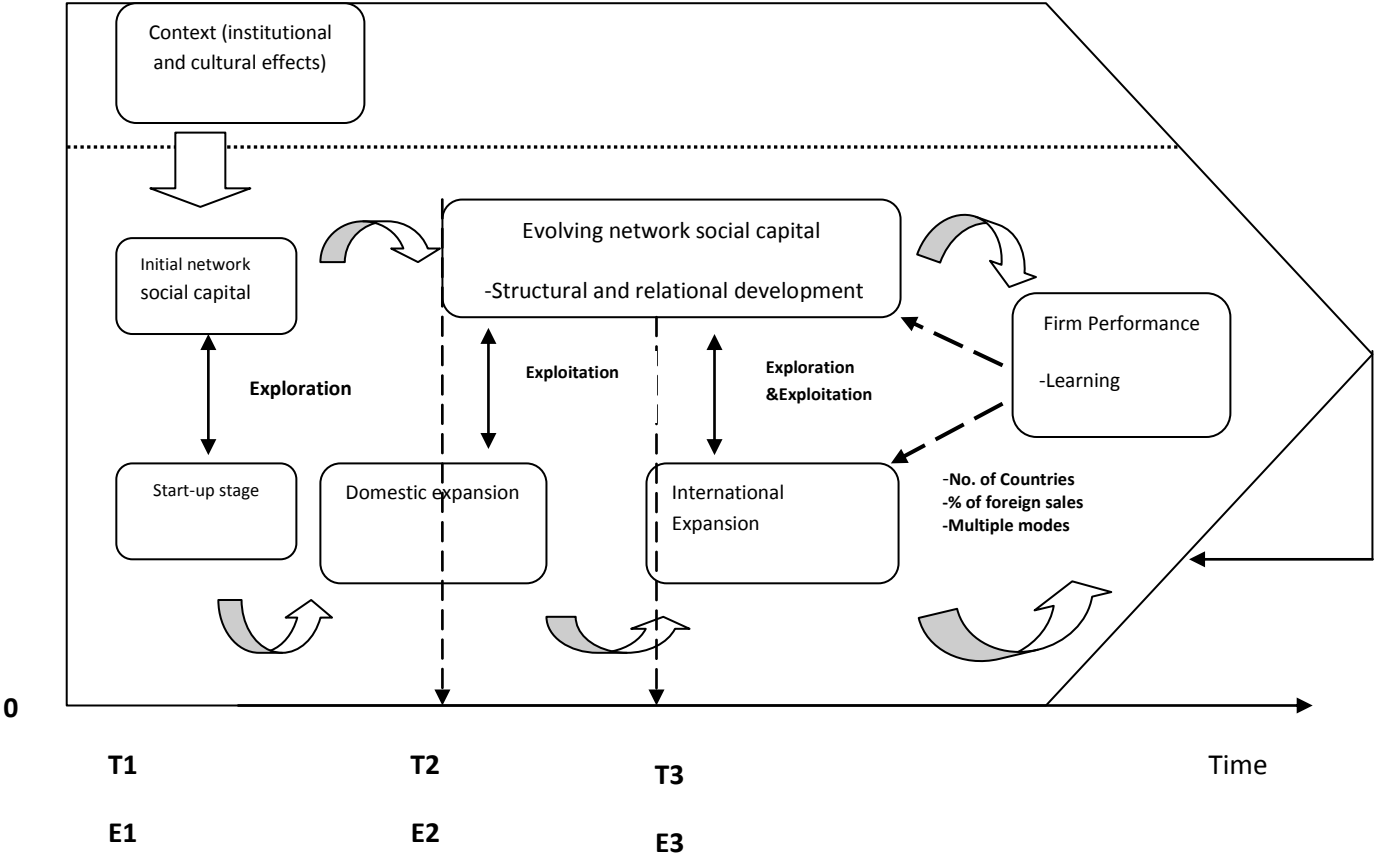 Context (institutional
and cultural effects)
Initial network
social capital
Evolving network social capital
-Structural and relational development
Firm Performance
-Learning
Exploration
Exploitation
Exploration
&Exploitation
Start-up stage
Domestic expansion
International
Expansion
-No. of Countries
-% of foreign sales
-Multiple modes
0
T1
T2
T3
Time
E1
E2
E3